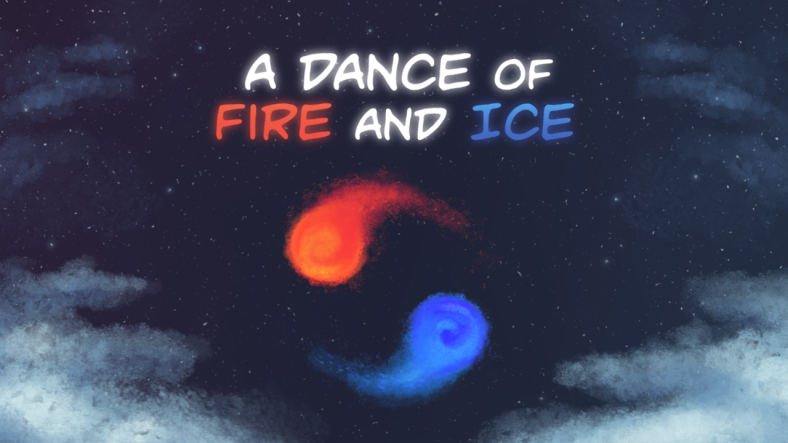 A DANCE OF
FIRE AND ICE